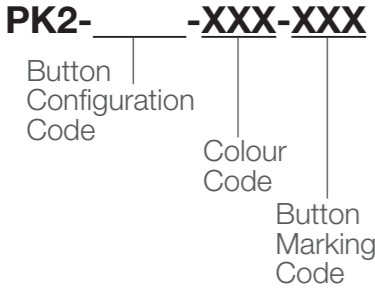 PK2-_____-XXX-XXX
Button
Configuration
Code
Colour
Code
Button
Marking
Code